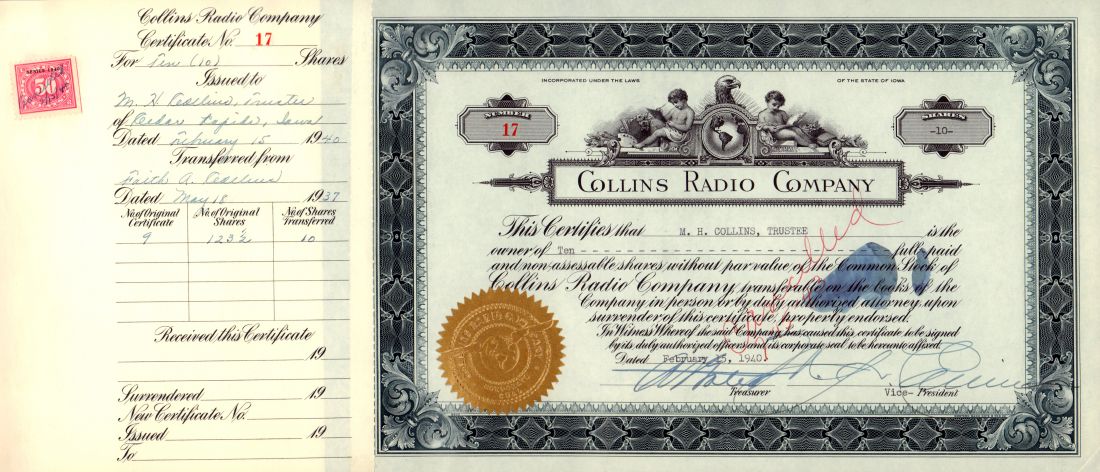 Collins Radio Company
Certificate No. 17
For Ten (10) Shares
Issued to
M. H. Collins, Trustee
of Cedar Rapids, Iowa
Dated February 15 1940
Transferred from
Faith A. Collins
Dated May 18 1937
No. of Original Certificate No. of Original Shares No. of Shares Transferred
9 123½ 10
Received this Certificate
19
Surrendered 19
New Certificate No.
Issued 19
To
50
INCORPORATED UNDER THE LAWS OF THE STATE OF IOWA
NUMBER
17
SHARES
-10-
COLLINS RADIO COMPANY
This Certifies that M. H. COLLINS, TRUSTEE is the
owner of Ten - - - - - - - - - - - - - - - - - - - - - - - - - - fully paid
and non-assessable shares without par value of the Common Stock of
Collins Radio Company transferable on the books of the
Company in person or by duly authorized attorney upon
surrender of this certificate, properly endorsed.
In Witness Whereof the said Company has caused this certificate to be signed
by its duly authorized officers and its corporate seal to be hereunto affixed
Dated February 15, 1940.
Treasurer Vice- President
Cancelled